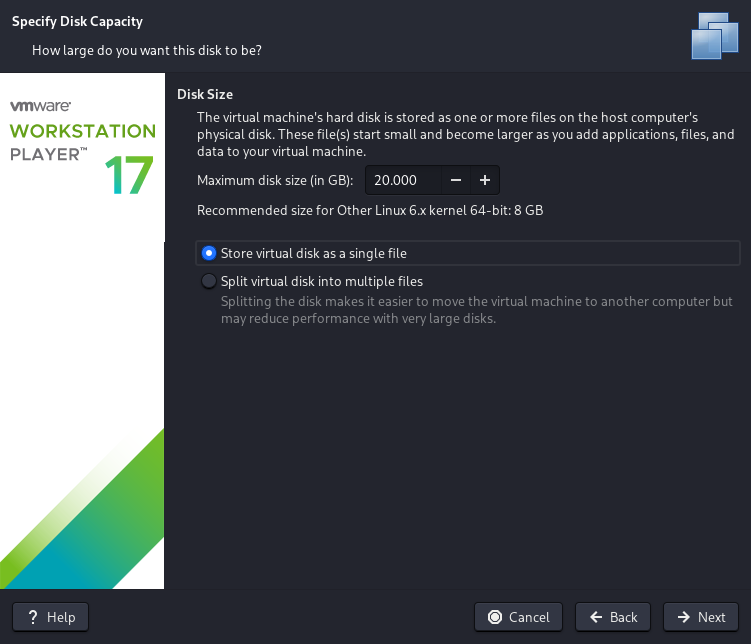 Specify Disk Capacity
How large do you want this disk to be?
vmware®
WORKSTATION
PLAYER™
17
Disk Size
The virtual machine's hard disk is stored as one or more files on the host computer's
physical disk. These file(s) start small and become larger as you add applications, files, and
data to your virtual machine.
Maximum disk size (in GB): 20.000 − +
Recommended size for Other Linux 6.x kernel 64-bit: 8 GB
Store virtual disk as a single file
Split virtual disk into multiple files
Splitting the disk makes it easier to move the virtual machine to another computer but
may reduce performance with very large disks.
? Help Cancel Back Next